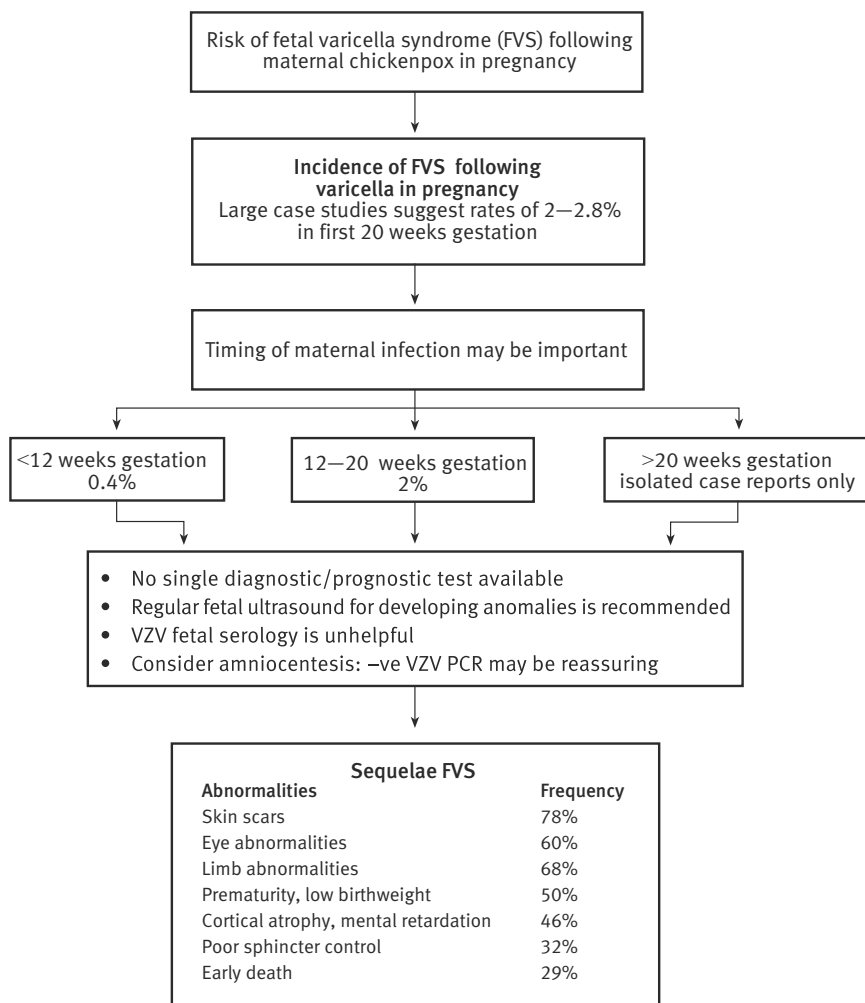 Risk of fetal varicella syndrome (FVS) following
maternal chickenpox in pregnancy
Incidence of FVS following
varicella in pregnancy
Large case studies suggest rates of 2—2.8%
in first 20 weeks gestation
Timing of maternal infection may be important
<12 weeks gestation
0.4%
12—20 weeks gestation
2%
>20 weeks gestation
isolated case reports only
• No single diagnostic/prognostic test available
• Regular fetal ultrasound for developing anomalies is recommended
• VZV fetal serology is unhelpful
• Consider amniocentesis: –ve VZV PCR may be reassuring
Sequelae FVS
Abnormalities Frequency
Skin scars 78%
Eye abnormalities 60%
Limb abnormalities 68%
Prematurity, low birthweight 50%
Cortical atrophy, mental retardation 46%
Poor sphincter control 32%
Early death 29%